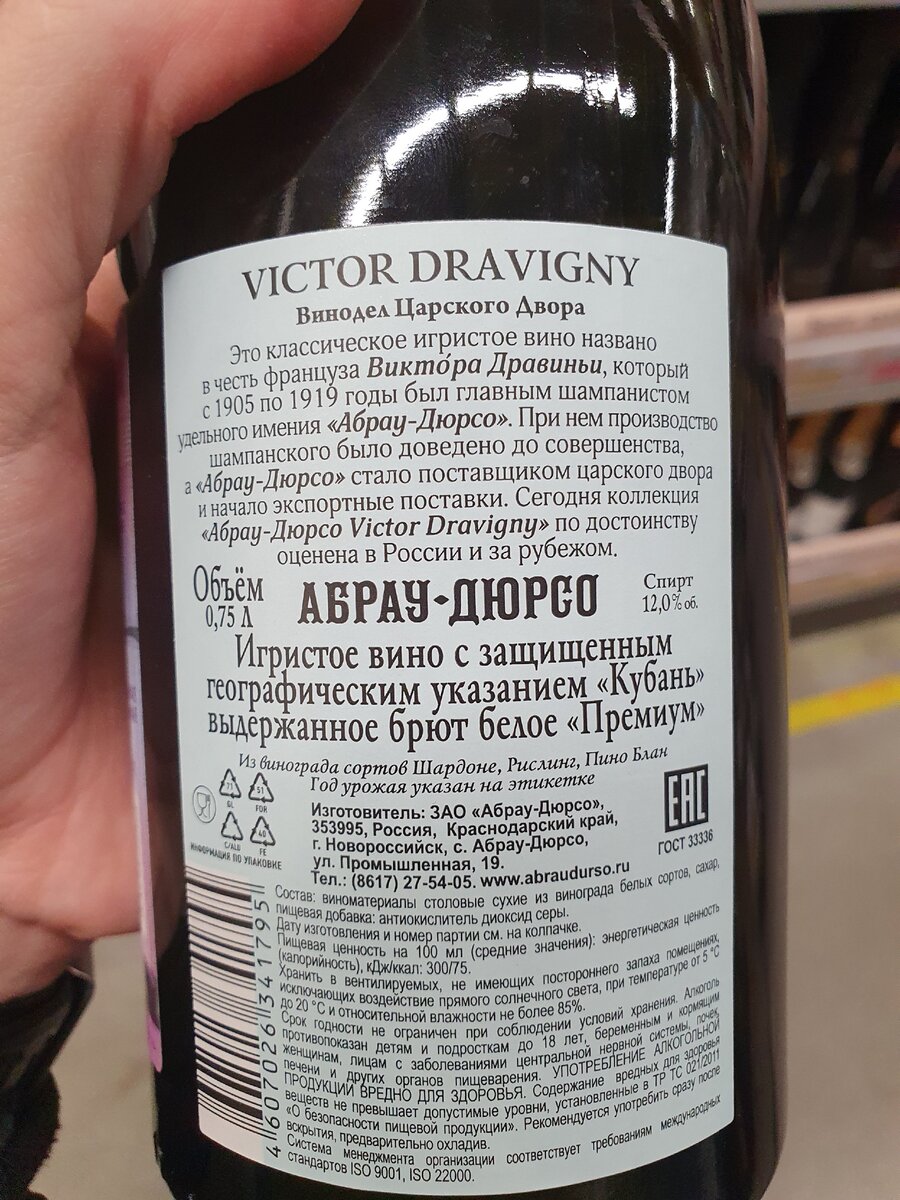 VICTOR DRAVIGNY
Винодел Царского Двора
Это классическое игристое вино названо
в честь француза Викто́ра Дравиньи, который
с 1905 по 1919 годы был главным шампанистом
удельного имения «Абрау-Дюрсо». При нем производство
шампанского было доведено до совершенства,
а «Абрау-Дюрсо» стало поставщиком царского двора
и начало экспортные поставки. Сегодня коллекция
«Абрау-Дюрсо Victor Dravigny» по достоинству
оценена в России и за рубежом.
Объём
0,75 Л
АБРАУ-ДЮРСО
Спирт
12,0% об.
Игристое вино с защищенным
географическим указанием «Кубань»
выдержанное брют белое «Премиум»
Из винограда сортов Шардоне, Рислинг, Пино Блан
Год урожая указан на этикетке
71
GL
51
FOR
C/ALU
40
FE
ИНФОРМАЦИЯ ПО УПАКОВКЕ
Изготовитель: ЗАО «Абрау-Дюрсо»,
353995, Россия, Краснодарский край,
г. Новороссийск, с. Абрау-Дюрсо,
ул. Промышленная, 19.
Тел.: (8617) 27-54-05. www.abraudurso.ru
EAC
ГОСТ 33336
Состав: виноматериалы столовые сухие из винограда белых сортов, сахар,
пищевая добавка: антиокислитель диоксид серы.
Дату изготовления и номер партии см. на колпачке.
Пищевая ценность на 100 мл (средние значения): энергетическая ценность
(калорийность), кДж/ккал: 300/75.
Хранить в вентилируемых, не имеющих постороннего запаха помещениях,
исключающих воздействие прямого солнечного света, при температуре от 5 °C
до 20 °C и относительной влажности не более 85%.
Срок годности не ограничен при соблюдении условий хранения. Алкоголь
противопоказан детям и подросткам до 18 лет, беременным и кормящим
женщинам, лицам с заболеваниями центральной нервной системы, почек,
печени и других органов пищеварения. УПОТРЕБЛЕНИЕ АЛКОГОЛЬНОЙ
ПРОДУКЦИИ ВРЕДНО ДЛЯ ЗДОРОВЬЯ. Содержание вредных для здоровья
веществ не превышает допустимые уровни, установленные в ТР ТС 021/2011
«О безопасности пищевой продукции». Рекомендуется употребить сразу после
вскрытия, предварительно охладив.
Система менеджмента организации соответствует требованиям международных
стандартов ISO 9001, ISO 22000.
4 607026 341795